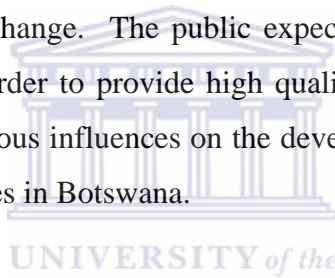 hange. The public expec
rder to provide high quali
ous influences on the deve
es in Botswana.
UNIVERSITY of the